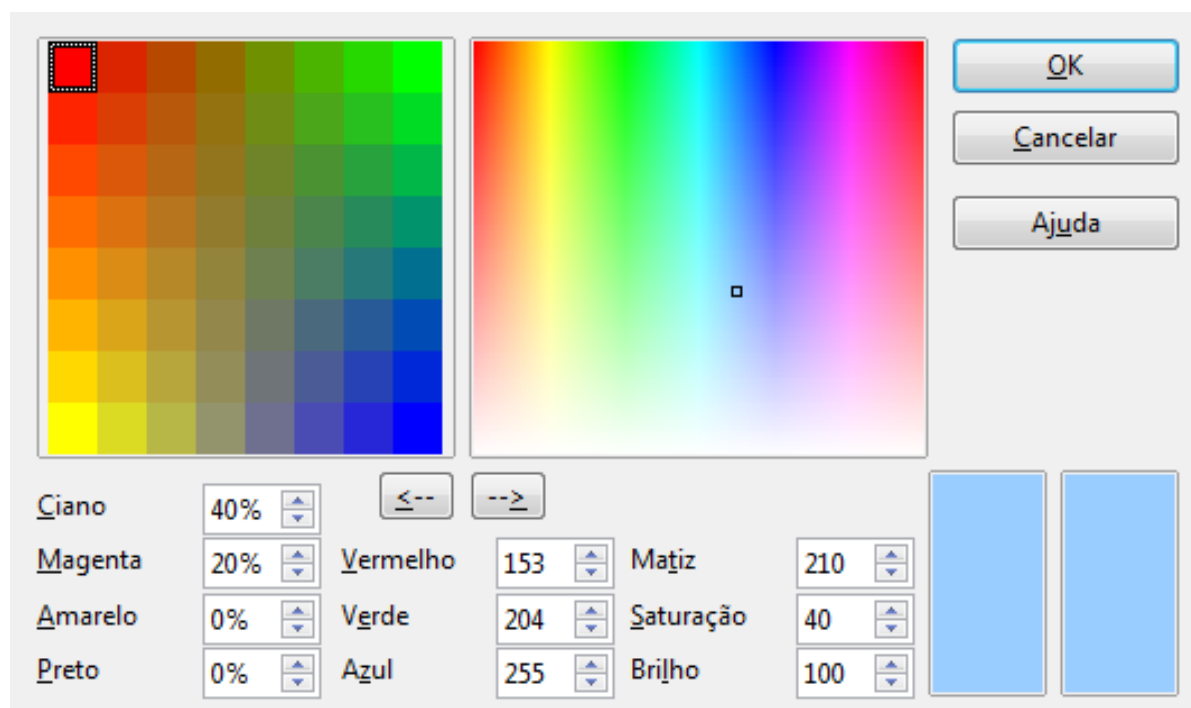 OK
Cancelar
Ajuda
<-- -->
Ciano 40%
Magenta 20% Vermelho 153 Matiz 210
Amarelo 0% Verde 204 Saturação 40
Preto 0% Azul 255 Brilho 100